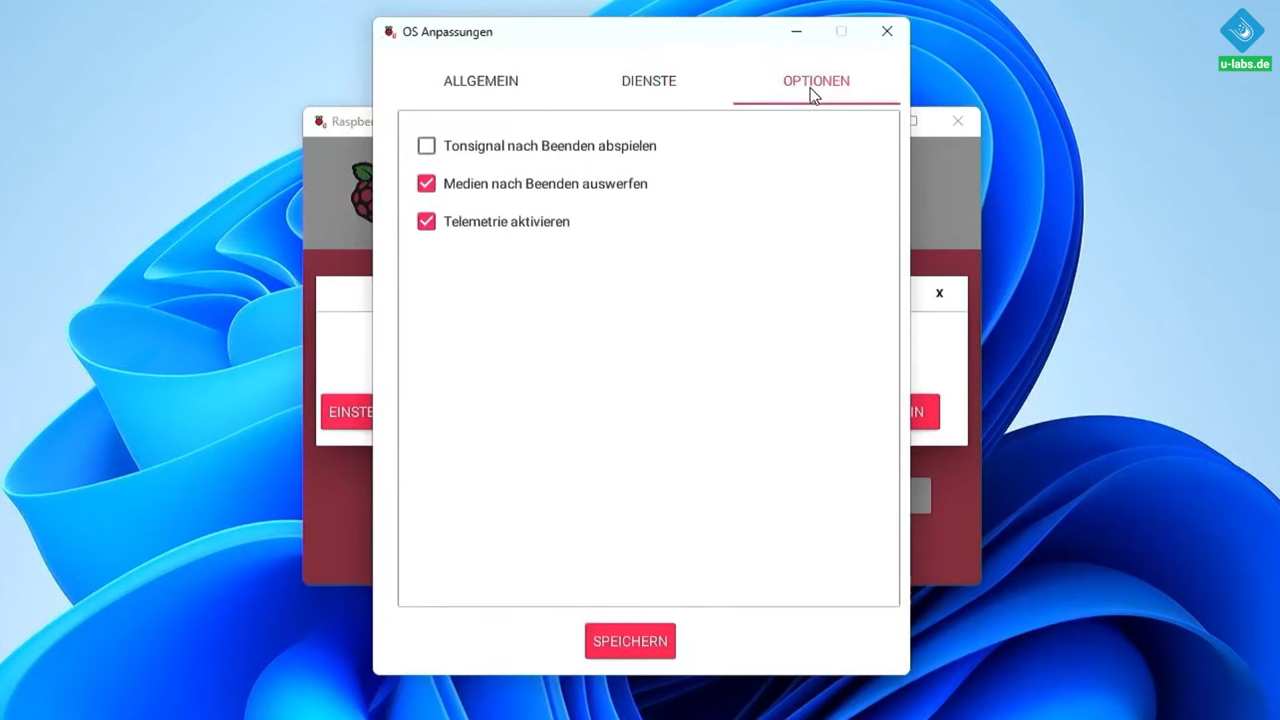 OS Anpassungen
u-labs.de
ALLGEMEIN
DIENSTE
OPTIONEN
Tonsignal nach Beenden abspielen
Medien nach Beenden auswerfen
Telemetrie aktivieren
x
SPEICHERN